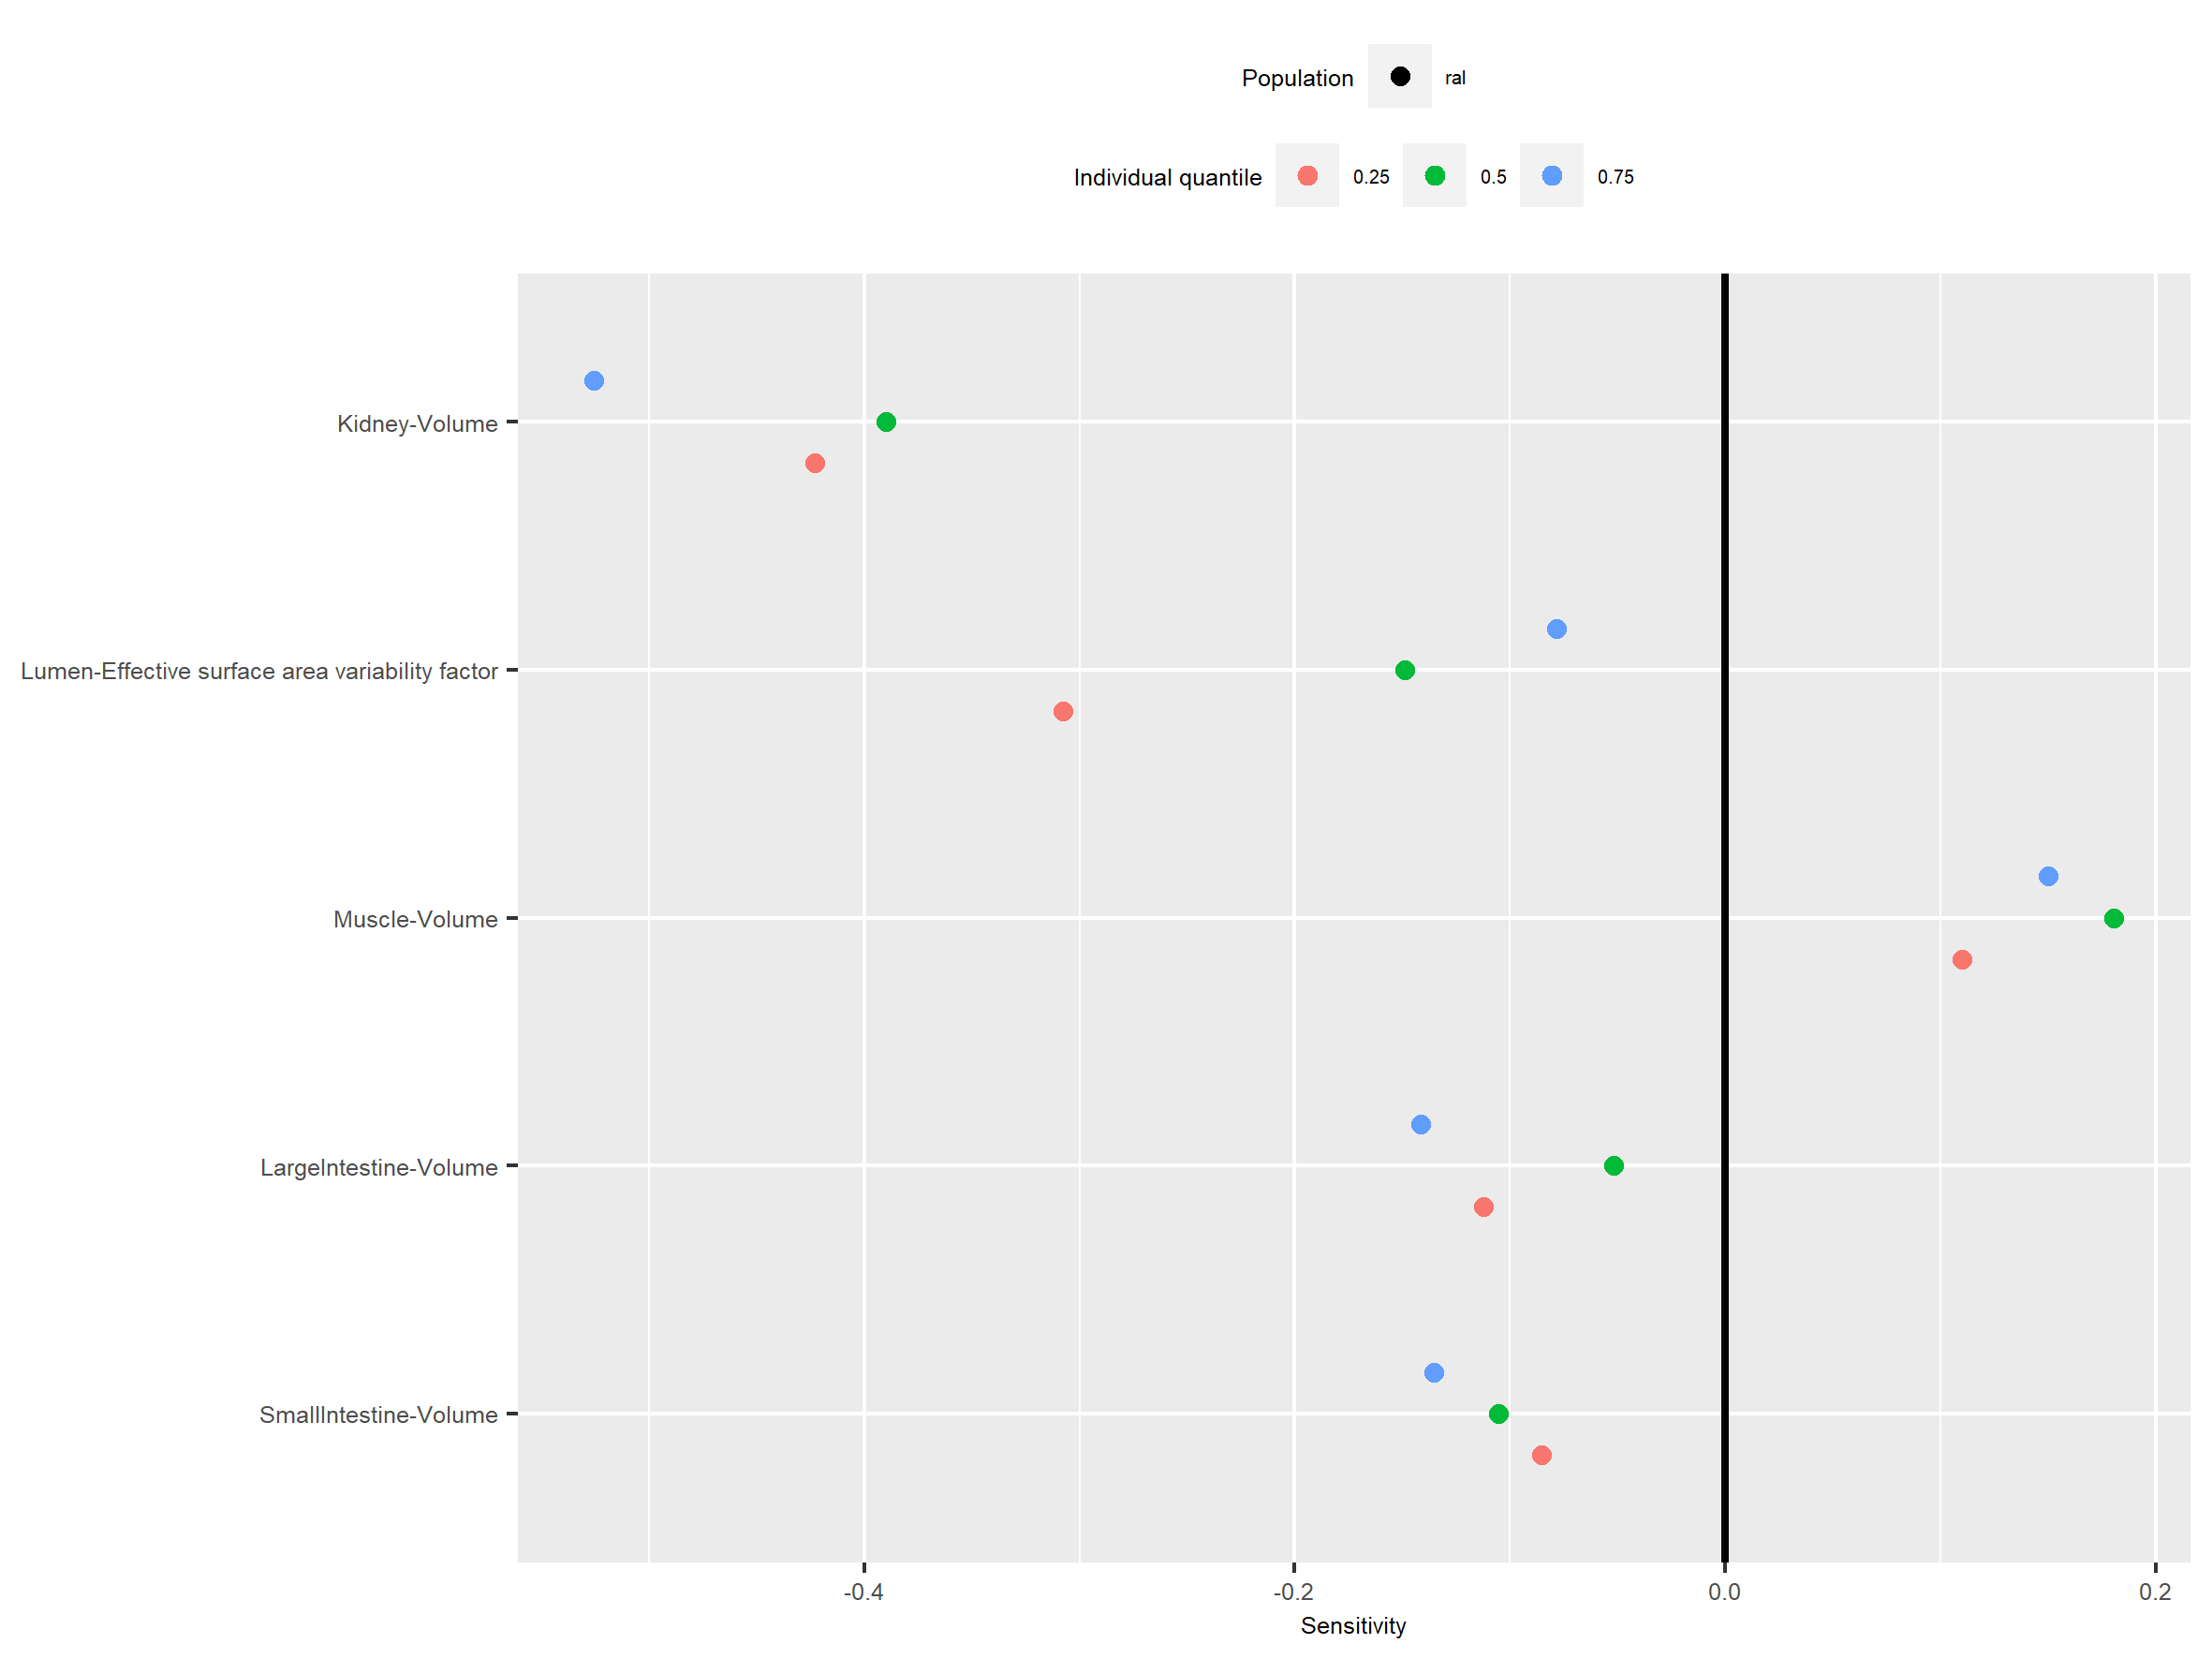 Population ral
Individual quantile 0.25 0.5 0.75
Kidney-Volume
Lumen-Effective surface area variability factor
Muscle-Volume
LargeIntestine-Volume
SmallIntestine-Volume
-0.4 -0.2 0.0 0.2
Sensitivity